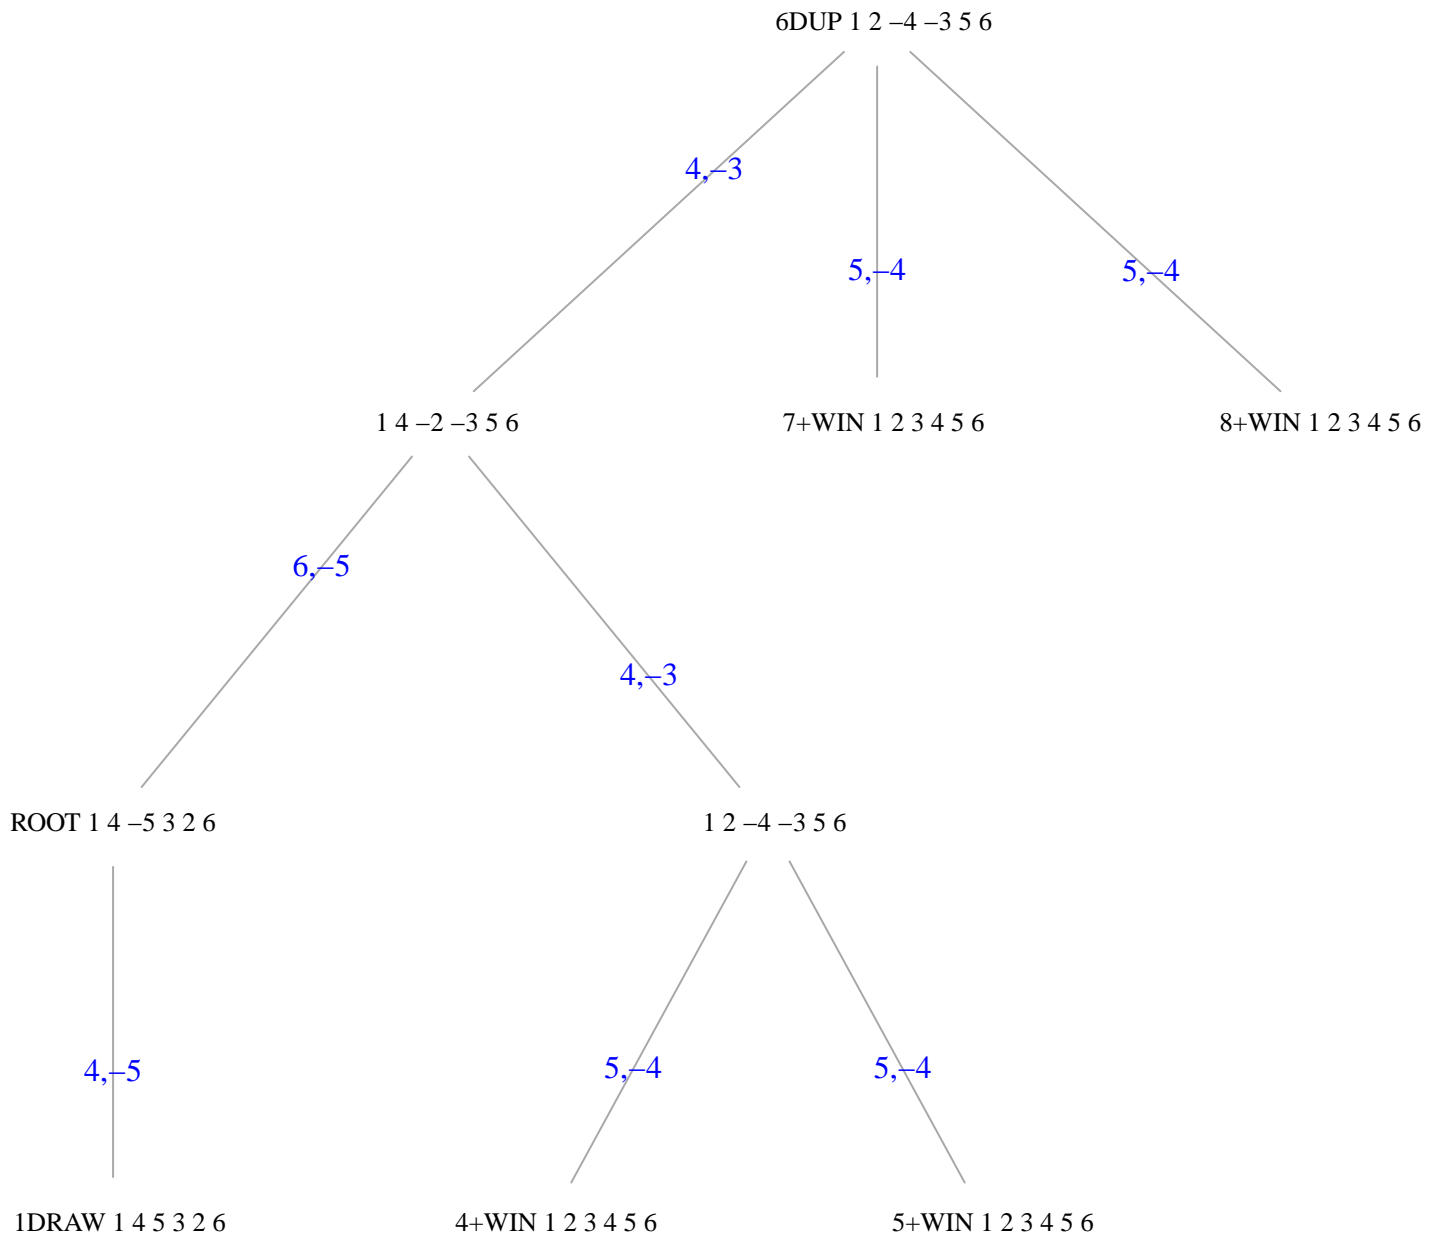 6DUP 1 2 –4 –3 5 6
4,–3
5,–4
5,–4
1 4 –2 –3 5 6
7+WIN 1 2 3 4 5 6
8+WIN 1 2 3 4 5 6
6,–5
4,–3
ROOT 1 4 –5 3 2 6
1 2 –4 –3 5 6
4,–5
5,–4
5,–4
1DRAW 1 4 5 3 2 6
4+WIN 1 2 3 4 5 6
5+WIN 1 2 3 4 5 6